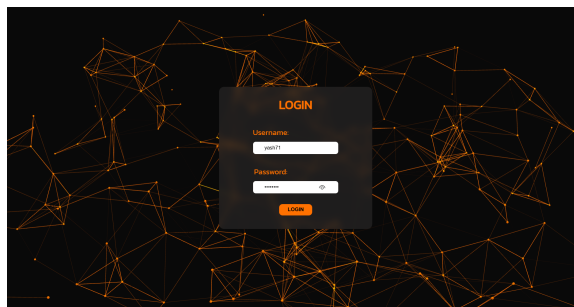 LOGIN
Username:
yash71
Password:
•••••••
LOGIN